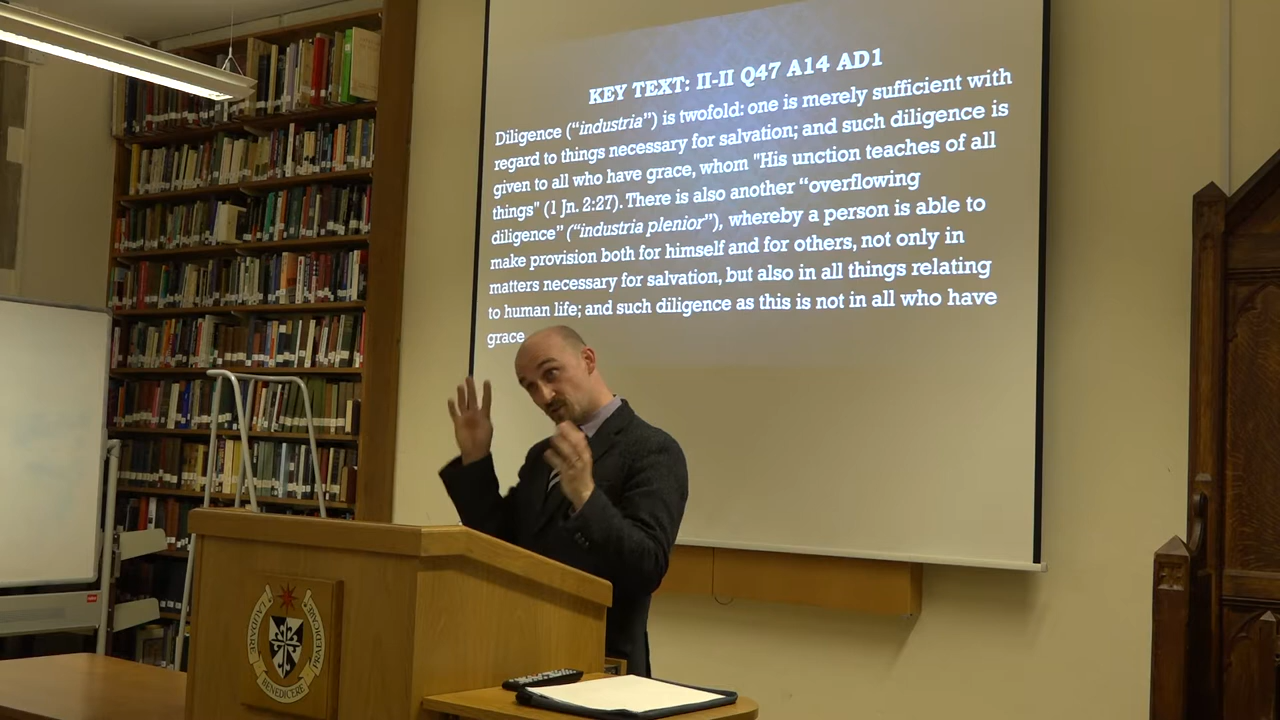 KEY TEXT: II-II Q47 A14 AD1
Diligence (“industria”) is twofold: one is merely sufficient with
regard to things necessary for salvation; and such diligence is
given to all who have grace, whom "His unction teaches of all
things" (1 Jn. 2:27). There is also another “overflowing
diligence” (“industria plenior”), whereby a person is able to
make provision both for himself and for others, not only in
matters necessary for salvation, but also in all things relating
to human life; and such diligence as this is not in all who have
grace
LAUDARE
BENEDICERE
PRAEDICARE